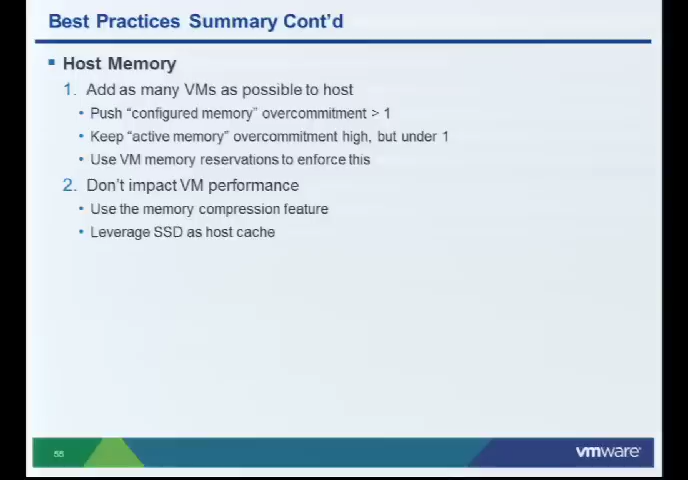 Best Practices Summary Cont'd
Host Memory
1. Add as many VMs as possible to host
• Push “configured memory” overcommitment > 1
• Keep “active memory” overcommitment high, but under 1
• Use VM memory reservations to enforce this
2. Don't impact VM performance
• Use the memory compression feature
• Leverage SSD as host cache
vmware